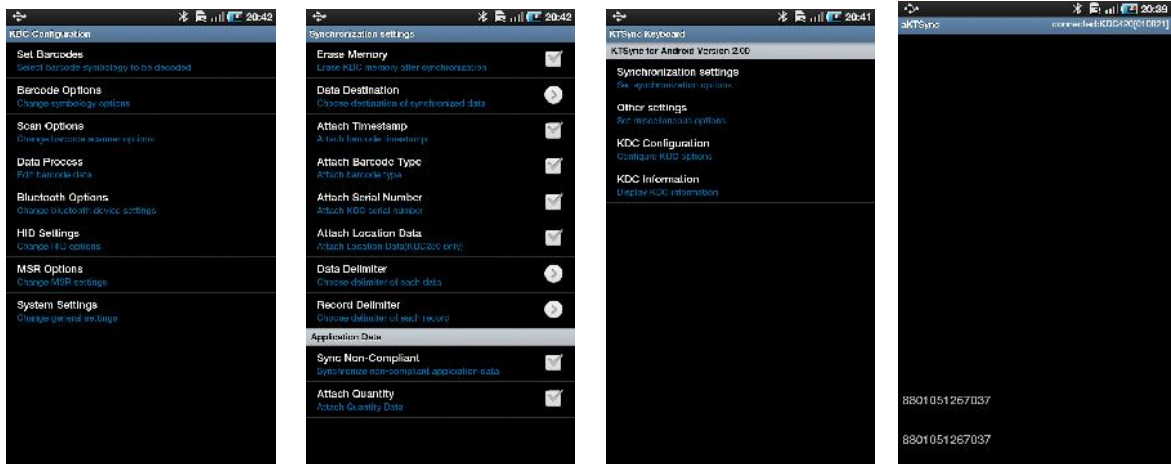 20:42
KDC Configuration
Set Barcodes
Select barcode symbology to be decoded
Barcode Options
Change symbology options
Scan Options
Change barcode scanner options
Data Process
Edit barcode data
Bluetooth Options
Change bluetooth device settings
HID Settings
Change HID options
MSR Options
Change MSR settings
System Settings
Change general settings
20:42
Synchronization settings
Erase Memory
Erase KDC memory after synchronization
Data Destination
Choose destination of synchronized data
Attach Timestamp
Attach barcode timestamp
Attach Barcode Type
Attach barcode type
Attach Serial Number
Attach KDC serial number
Attach Location Data
Attach Location Data(KDC250 only)
Data Delimiter
Choose delimiter of each data
Record Delimiter
Choose delimiter of each record
Application Data
Sync Non-Compliant
Synchronize non-compliant application data
Attach Quantity
Attach Quantity Data
20:41
KTSync Keyboard
KTSync for Android Version 2.00
Synchronization settings
Set synchronization options
Other settings
Set miscellaneous options
KDC Configuration
Configure KDC options
KDC Information
Display KDC information
20:39
aKTSync
8801051267037
8801051267037